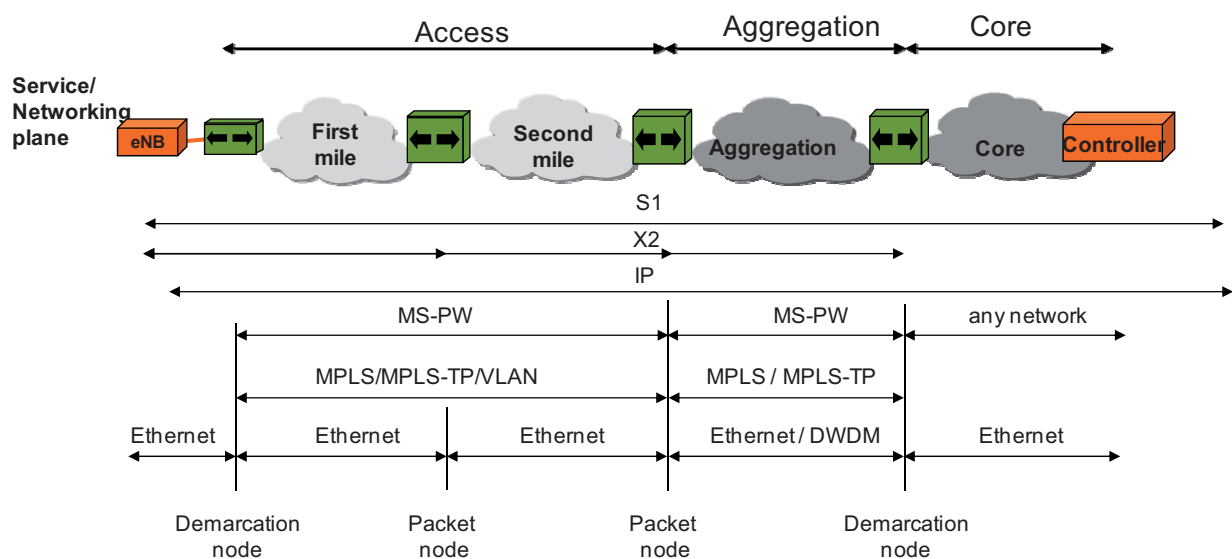 Access
Aggregation
Core
Service/
Networking
plane
eNB
First
mile
Second
mile
Aggregation
Core
Controller
S1
X2
IP
MS-PW
MS-PW
any network
MPLS/MPLS-TP/VLAN
MPLS / MPLS-TP
Ethernet
Ethernet
Ethernet
Ethernet / DWDM
Ethernet
Demarcation
node
Packet
node
Packet
node
Demarcation
node